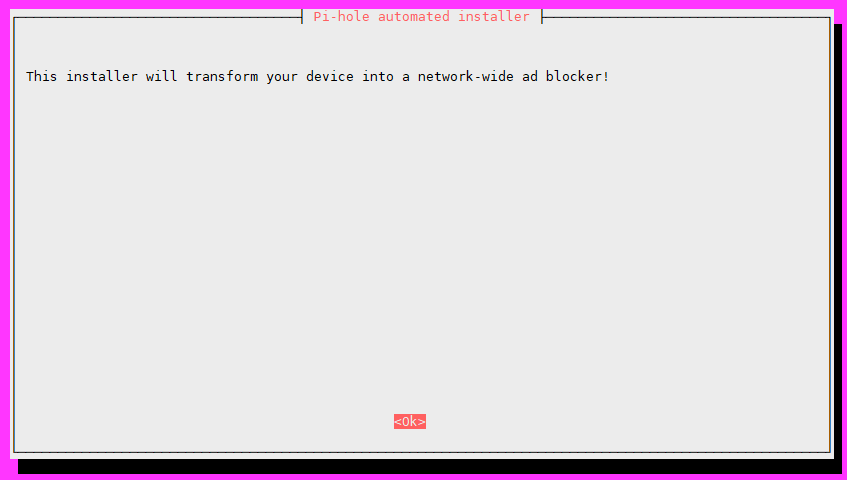 Pi-hole automated installer
This installer will transform your device into a network-wide ad blocker!
<Ok>